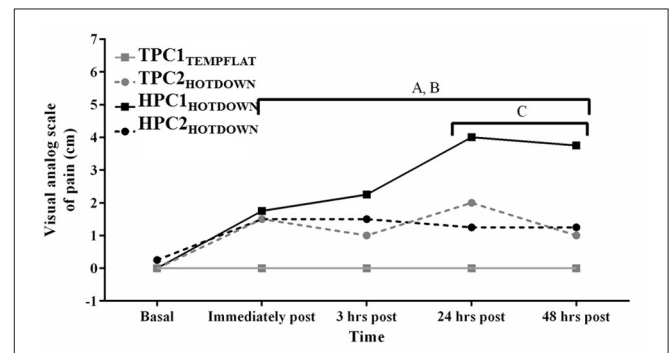 7
6
5
4
3
2
1
0
-1
Visual analog scale
of pain (cm)
TPC1TEMPFLAT
TPC2HOTDOWN
HPC1HOTDOWN
HPC2HOTDOWN
A, B
C
Basal Immediately post 3 hrs post 24 hrs post 48 hrs post
Time